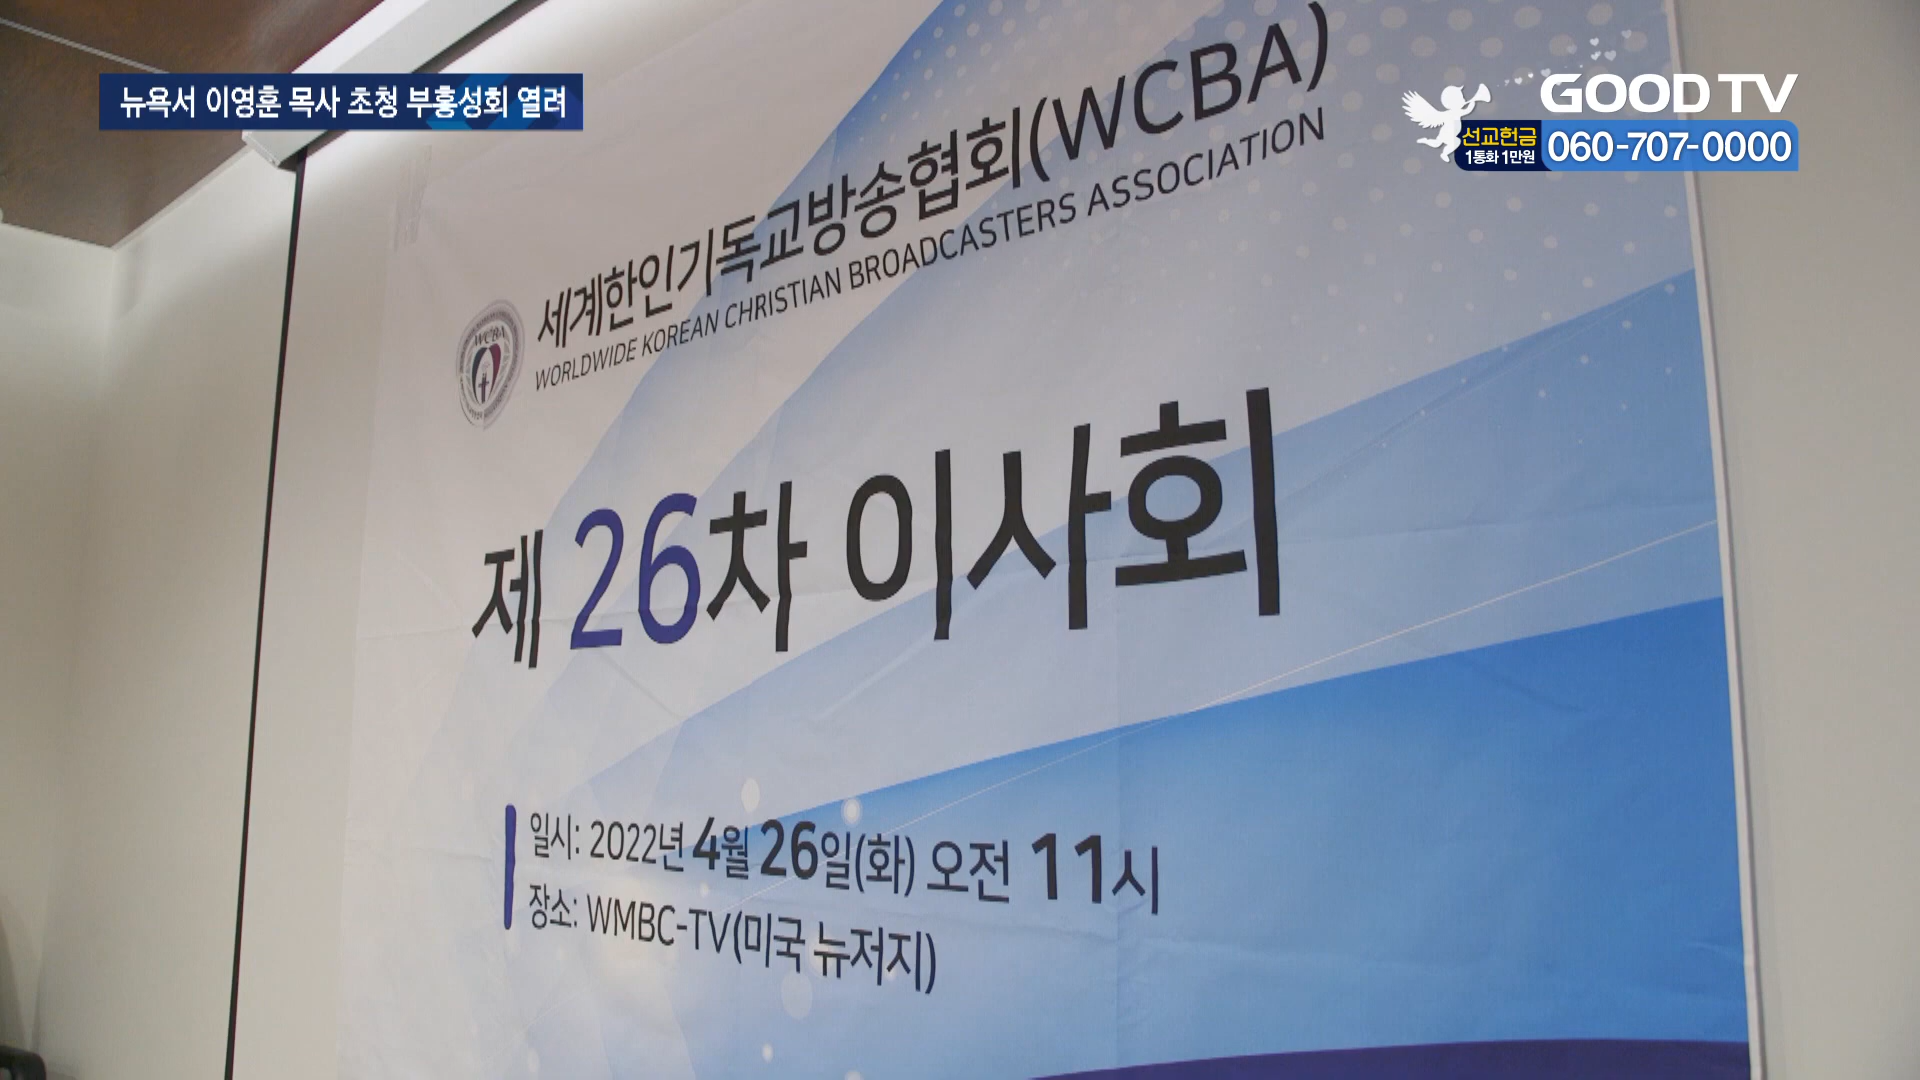 뉴욕서 이영훈 목사 초청 부흥성회 열려
GOODTV
선교헌금
1통화 1만원
060-707-0000
세계한인기독교방송협회(WCBA)
WORLDWIDE KOREAN CHRISTIAN BROADCASTERS ASSOCIATION
WCBA
제 26차 이사회
일시: 2022년 4월 26일(화) 오전 11시
장소: WMBC-TV(미국 뉴저지)